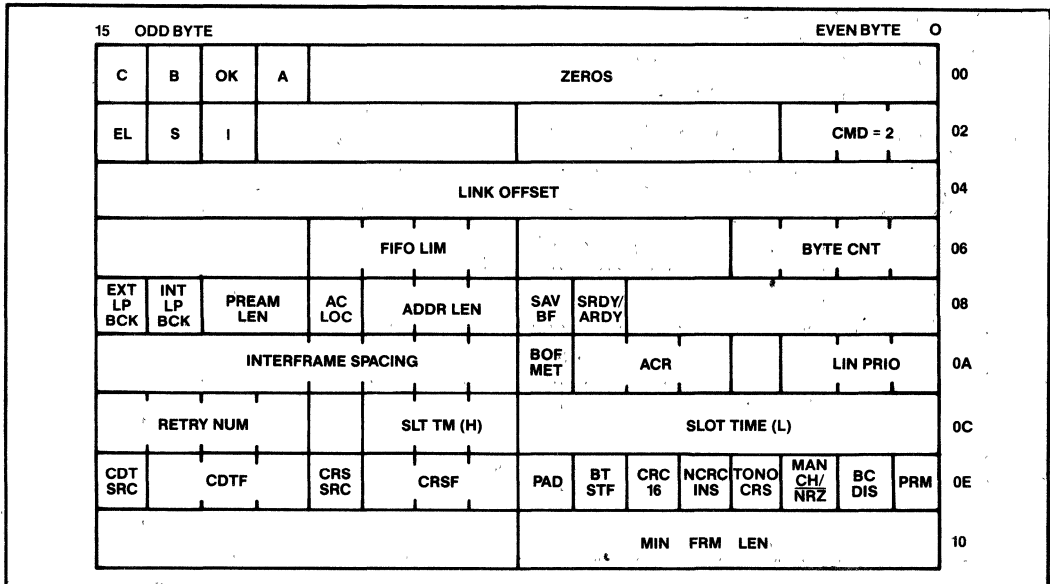 15 ODD BYTE EVEN BYTE O
C B OK A ZEROS 00
EL S I CMD = 2 02
LINK OFFSET 04
FIFO LIM BYTE CNT 06
EXT LP BCK INT LP BCK PREAM LEN AC LOC ADDR LEN SAV BF SRDY/ ARDY 08
INTERFRAME SPACING BOF MET ACR LIN PRIO 0A
RETRY NUM SLT TM (H) SLOT TIME (L) 0C
CDT SRC CDTF CRS SRC CRSF PAD BT STF CRC 16 NCRC INS TONO CRS MAN CH/ NRZ BC DIS PRM 0E
MIN FRM LEN 10